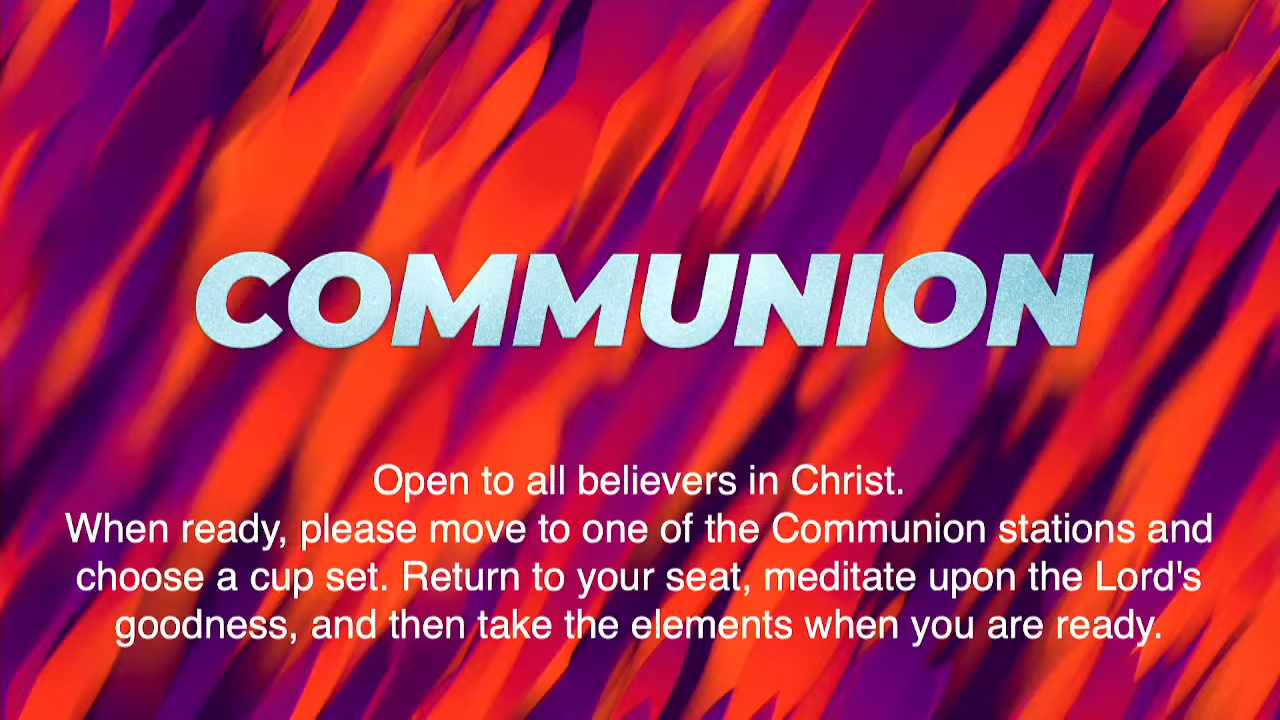 COMMUNION
Open to all believers in Christ.
When ready, please move to one of the Communion stations and
choose a cup set. Return to your seat, meditate upon the Lord's
goodness, and then take the elements when you are ready.